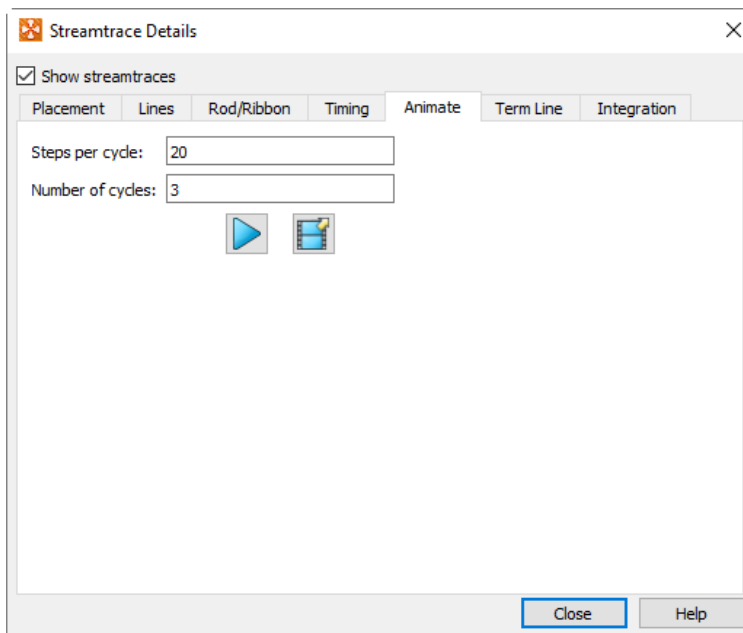 Streamtrace Details
Show streamtraces
Placement Lines Rod/Ribbon Timing Animate Term Line Integration
Steps per cycle: 20
Number of cycles: 3
Close Help